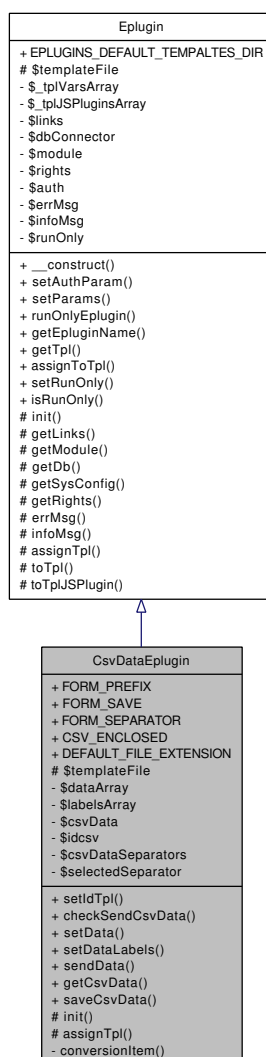 Eplugin
+ EPLUGINS_DEFAULT_TEMPALTES_DIR
# $templateFile
- $_tplVarsArray
- $_tplJSPluginsArray
- $links
- $dbConnector
- $module
- $rights
- $auth
- $errMsg
- $infoMsg
- $runOnly
+ __construct()
+ setAuthParam()
+ setParams()
+ runOnlyEplugin()
+ getEpluginName()
+ getTpl()
+ assignToTpl()
+ setRunOnly()
+ isRunOnly()
# init()
# getLinks()
# getModule()
# getDb()
# getSysConfig()
# getRights()
# errMsg()
# infoMsg()
# assignTpl()
# toTpl()
# toTplJSPlugin()
CsvDataEplugin
+ FORM_PREFIX
+ FORM_SAVE
+ FORM_SEPARATOR
+ CSV_ENCLOSED
+ DEFAULT_FILE_EXTENSION
# $templateFile
- $dataArray
- $labelsArray
- $csvData
- $idcsv
- $csvDataSeparators
- $selectedSeparator
+ setIdTpl()
+ checkSendCsvData()
+ setData()
+ setDataLabels()
+ sendData()
+ getCsvData()
+ saveCsvData()
# init()
# assignTpl()
- conversionItem()